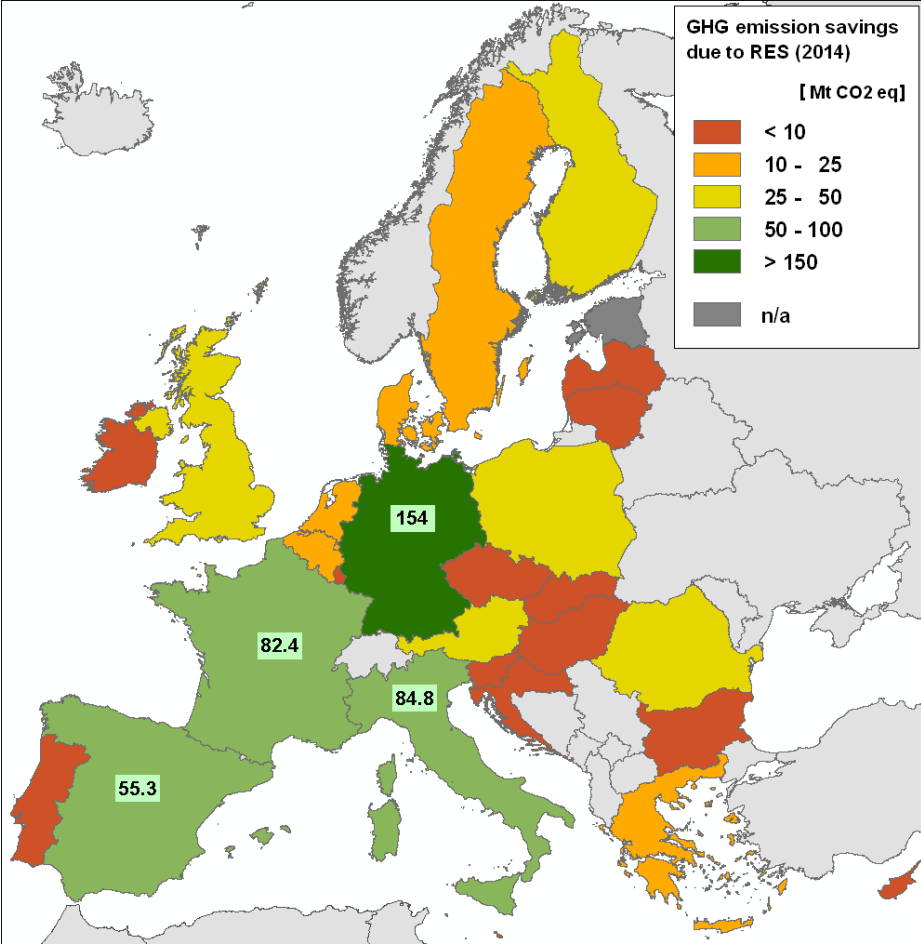 GHG emission savings
due to RES (2014)
[ Mt CO2 eq]
< 10
10 - 25
25 - 50
50 - 100
> 150
n/a
154
82.4
84.8
55.3